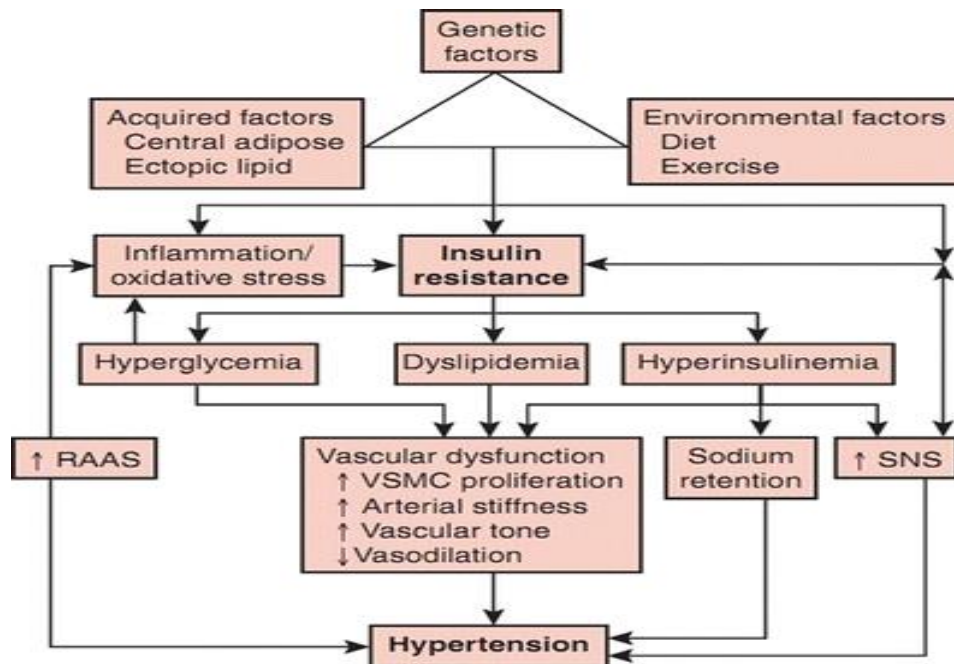 Genetic
factors
Acquired factors
Central adipose
Ectopic lipid
Environmental factors
Diet
Exercise
Inflammation/
oxidative stress
Insulin
resistance
Hyperglycemia
Dyslipidemia
Hyperinsulinemia
↑ RAAS
Vascular dysfunction
↑ VSMC proliferation
↑ Arterial stiffness
↑ Vascular tone
↓Vasodilation
Sodium
retention
↑ SNS
Hypertension